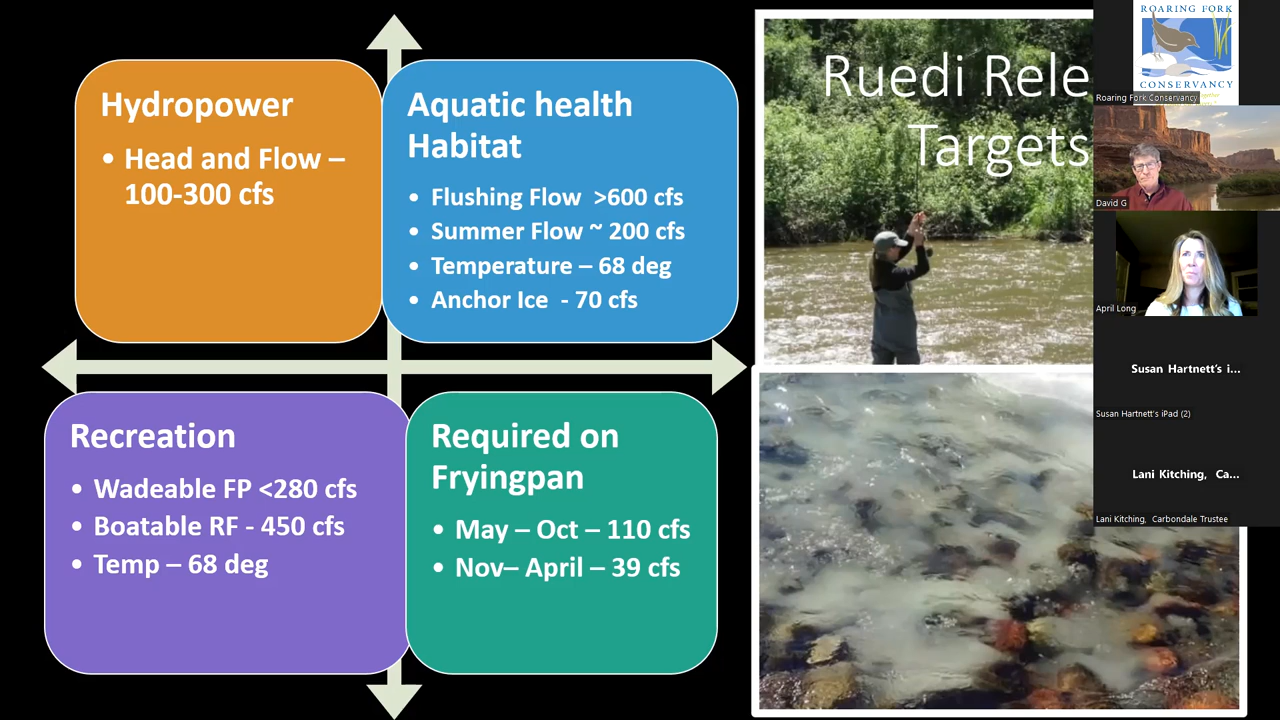 Hydropower
• Head and Flow –
100-300 cfs
Aquatic health
Habitat
• Flushing Flow >600 cfs
• Summer Flow ~ 200 cfs
• Temperature – 68 deg
• Anchor Ice - 70 cfs
Recreation
• Wadeable FP <280 cfs
• Boatable RF - 450 cfs
• Temp – 68 deg
Required on
Fryingpan
• May – Oct – 110 cfs
• Nov– April – 39 cfs
Ruedi Rele
Targets
ROARING FORK
CONSERVANCY
Roaring Fork Conservancy
David G
April Long
Susan Hartnett's i...
Susan Hartnett's iPad (2)
Lani Kitching, Ca...
Lani Kitching, Carbondale Trustee